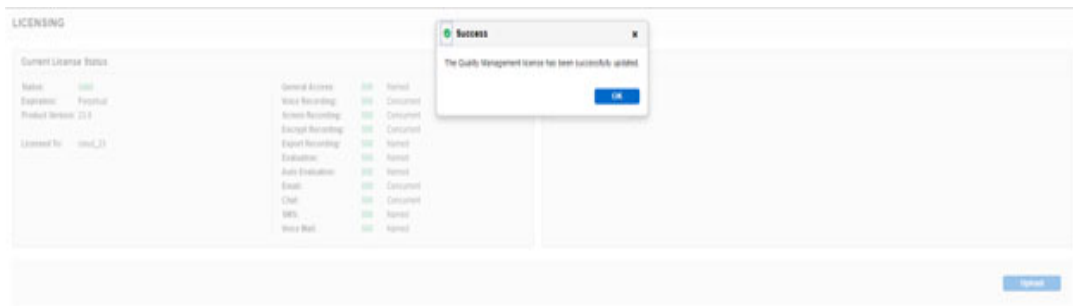 LICENSING
Success
The Quality Management license has been successfully updated.
OK
Current License Status
Status:
Expiration: Perpetual
Product Version:
Licensed To:
General Access: Named
Voice Recording: Concurrent
Screen Recording: Concurrent
Encrypt Recording: Concurrent
Export Recording: Named
Evaluation: Named
Auto Evaluation: Named
Email: Concurrent
Chat: Concurrent
SMS: Named
Voice Mail: Named
Upload